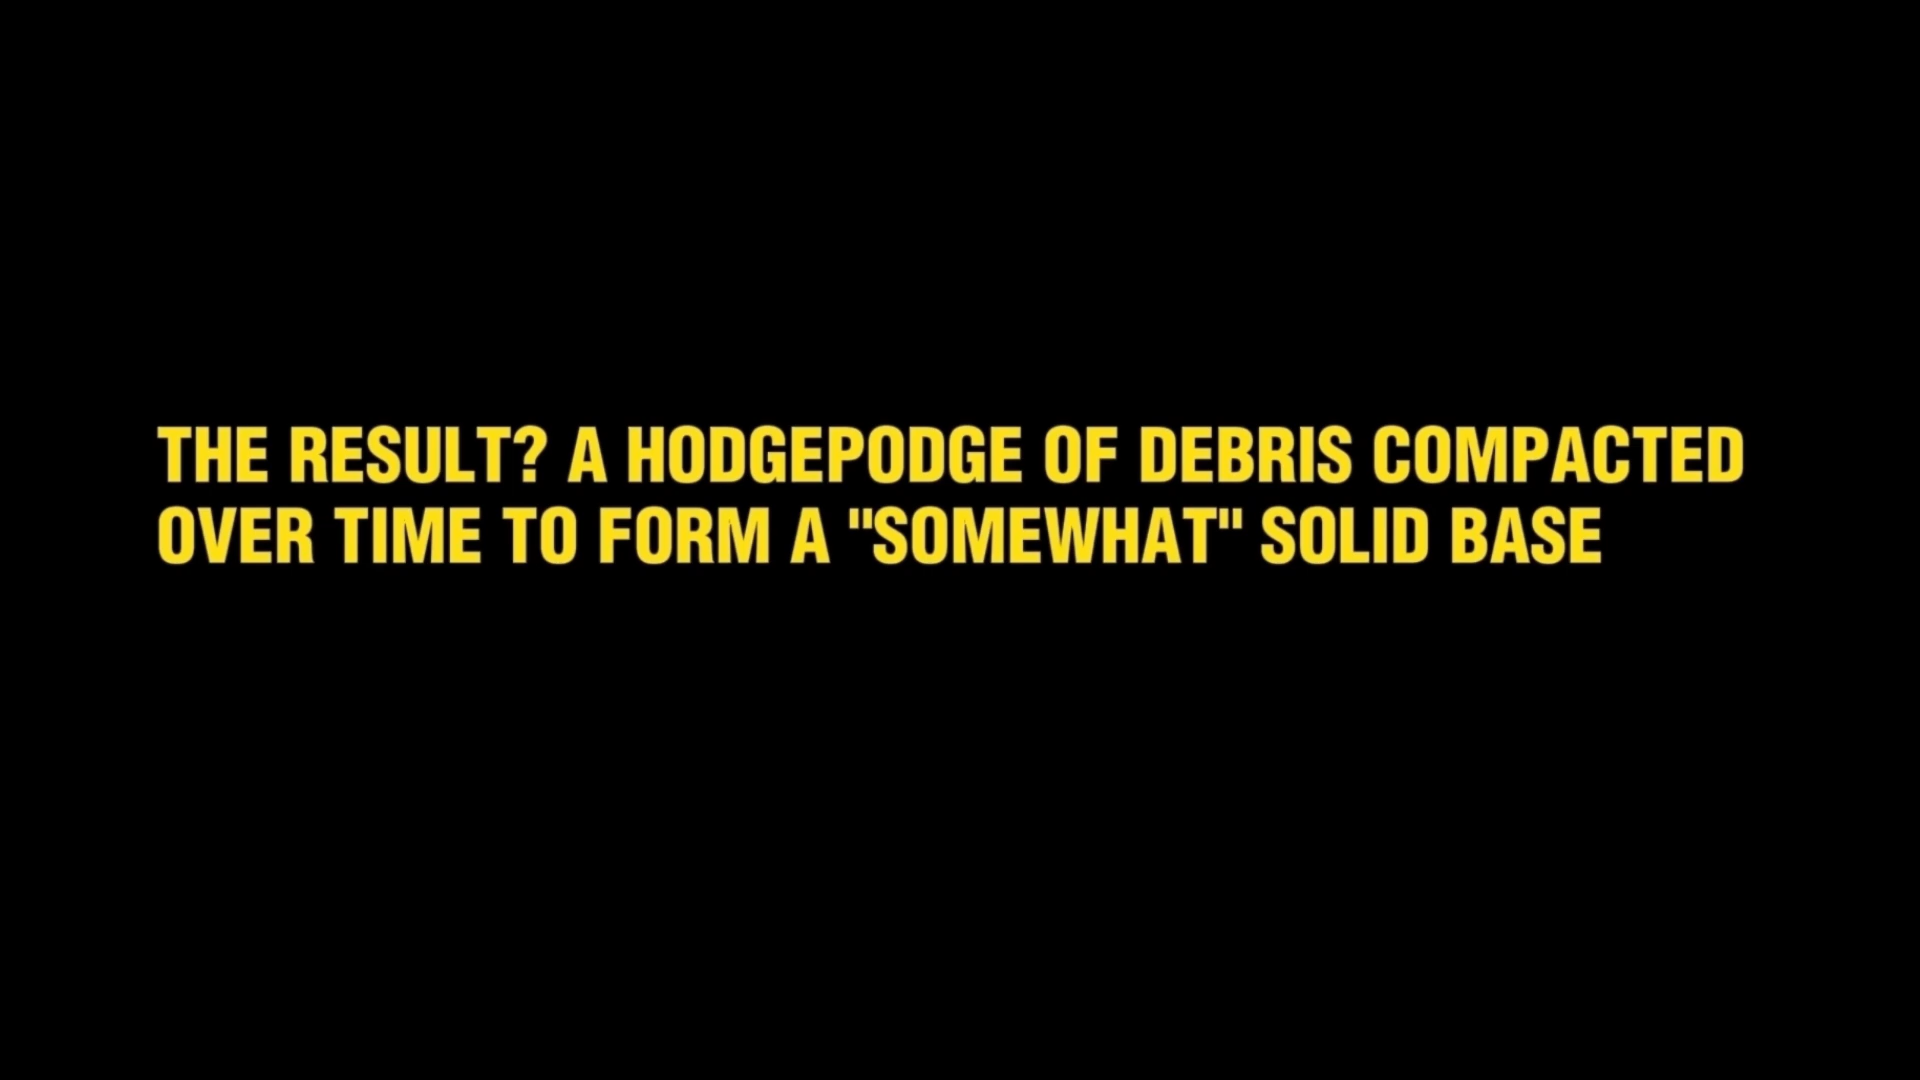 THE RESULT? A HODGEPODGE OF DEBRIS COMPACTED
OVER TIME TO FORM A "SOMEWHAT" SOLID BASE